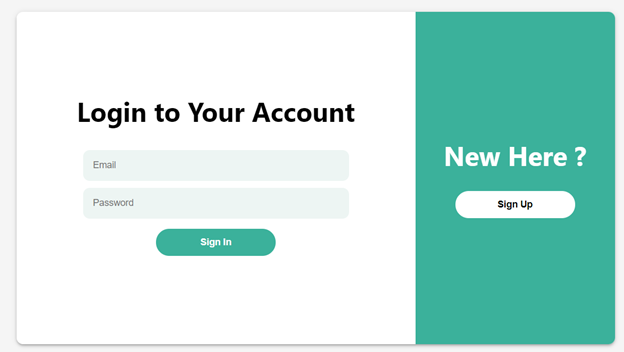 Login to Your Account
Email
Password
Sign In
New Here ?
Sign Up